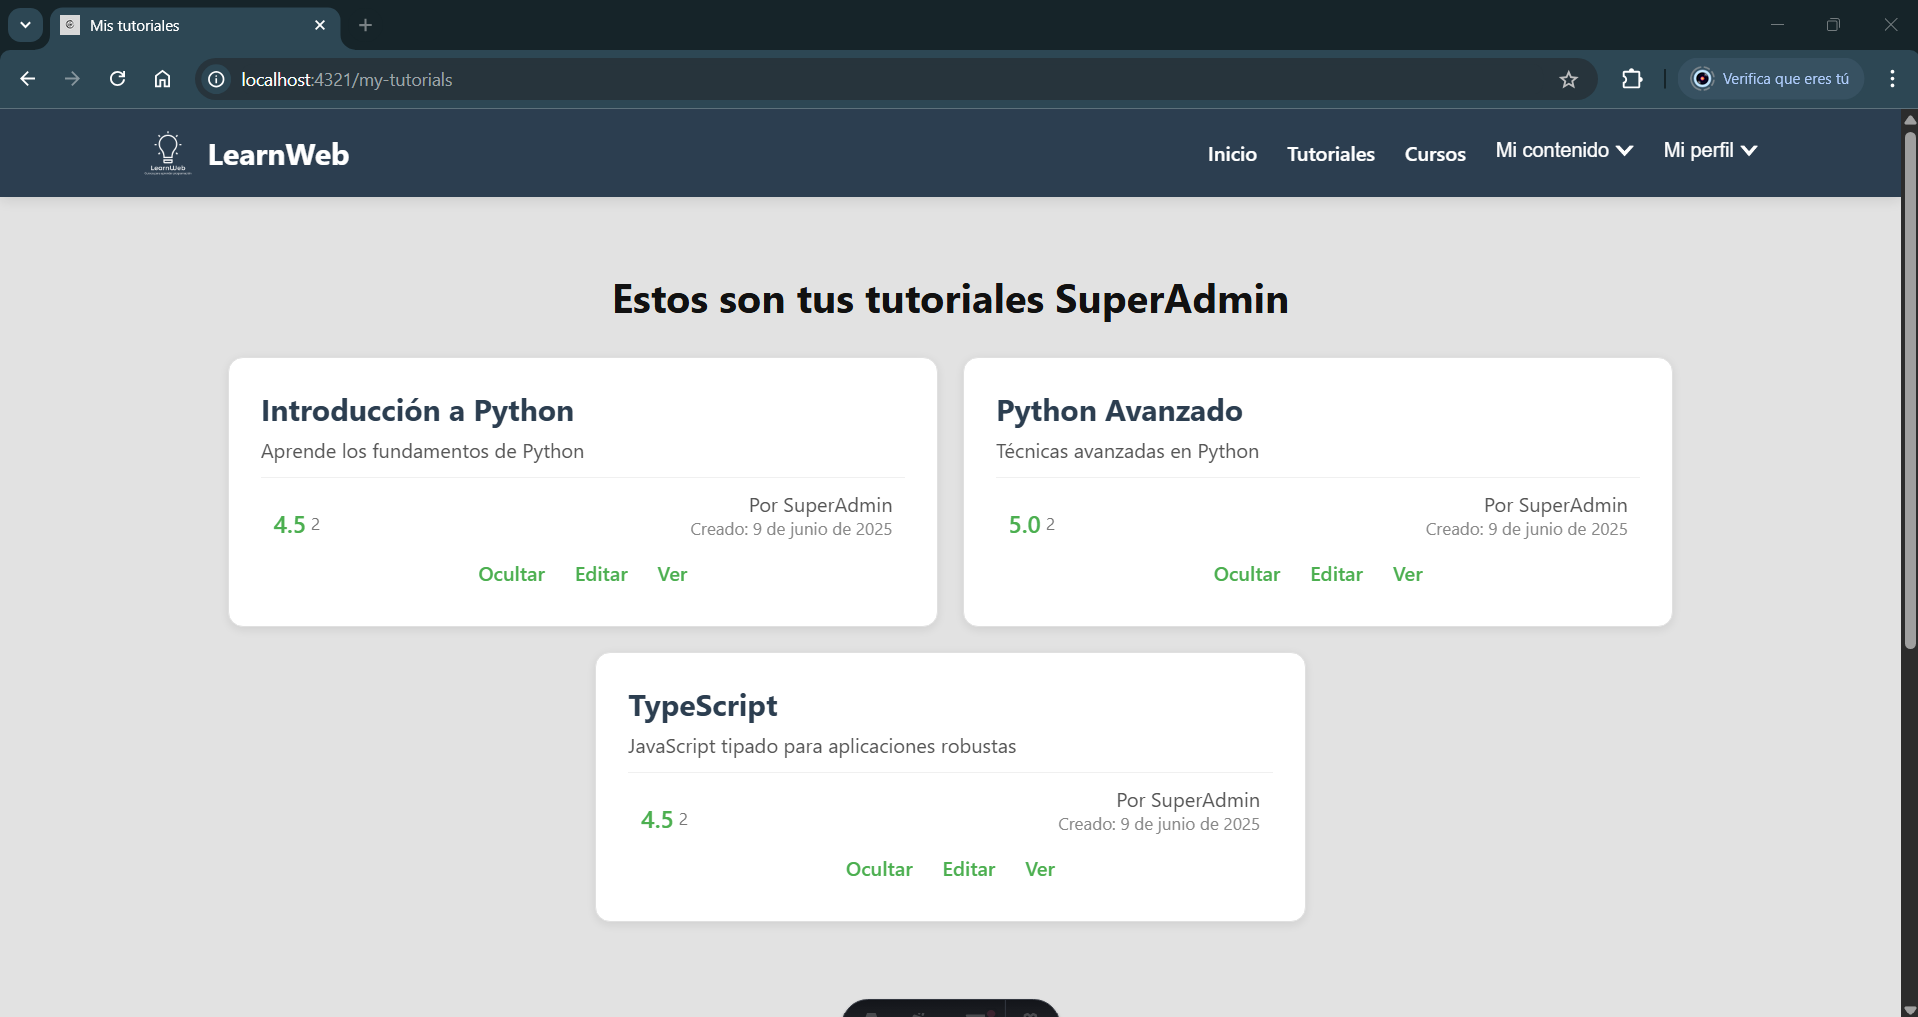 Mis tutoriales
localhost:4321/my-tutorials
Verifica que eres tú
LearnWeb
LearnWeb
Inicio
Tutoriales
Cursos
Mi contenido
Mi perfil
Estos son tus tutoriales SuperAdmin
Introducción a Python
Aprende los fundamentos de Python
4.5 2
Por SuperAdmin
Creado: 9 de junio de 2025
Ocultar Editar Ver
Python Avanzado
Técnicas avanzadas en Python
5.0 2
Por SuperAdmin
Creado: 9 de junio de 2025
Ocultar Editar Ver
TypeScript
JavaScript tipado para aplicaciones robustas
4.5 2
Por SuperAdmin
Creado: 9 de junio de 2025
Ocultar Editar Ver